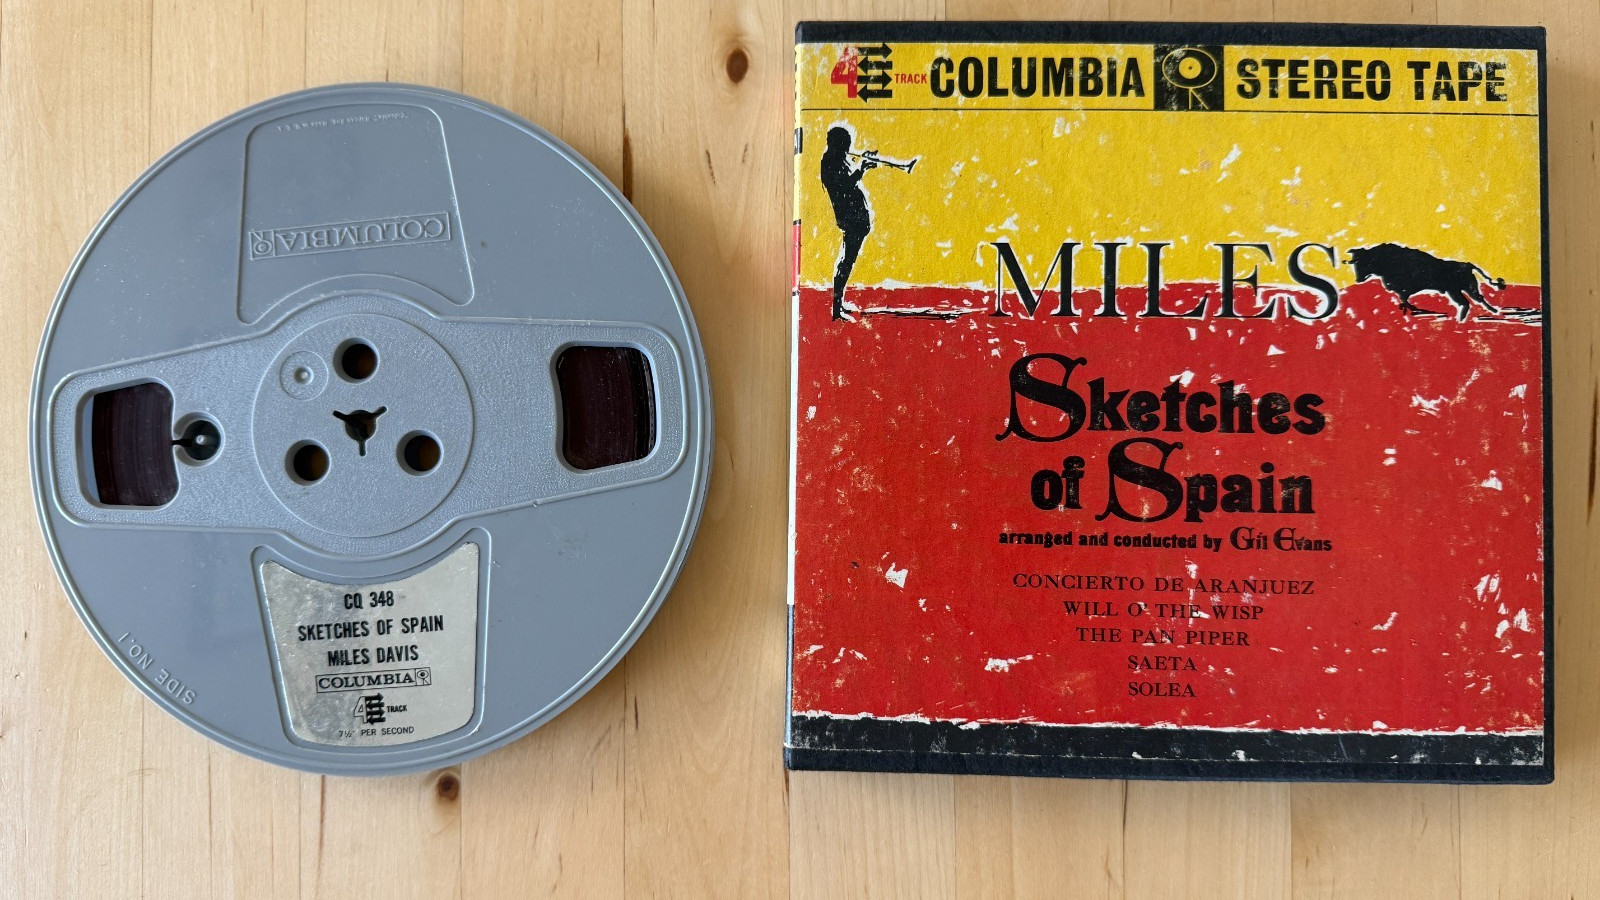 COLUMBIA
CQ 348
SKETCHES OF SPAIN
MILES DAVIS
COLUMBIA
4 TRACK
7½" PER SECOND
SIDE NO.1
4 TRACK COLUMBIA STEREO TAPE
MILES
Sketches
of Spain
arranged and conducted by Gil Evans
CONCIERTO DE ARANJUEZ
WILL O' THE WISP
THE PAN PIPER
SAETA
SOLEA